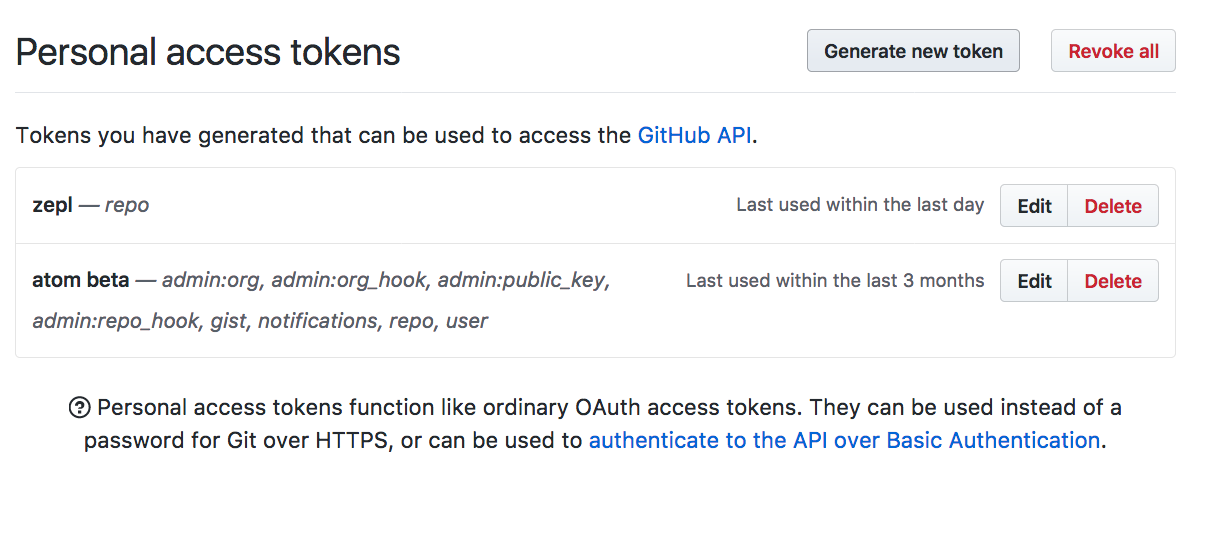 Personal access tokens
Generate new token
Revoke all
Tokens you have generated that can be used to access the GitHub API.
zepl — repo
Last used within the last day
Edit
Delete
atom beta — admin:org, admin:org_hook, admin:public_key,
admin:repo_hook, gist, notifications, repo, user
Last used within the last 3 months
Edit
Delete
Personal access tokens function like ordinary OAuth access tokens. They can be used instead of a
password for Git over HTTPS, or can be used to authenticate to the API over Basic Authentication.